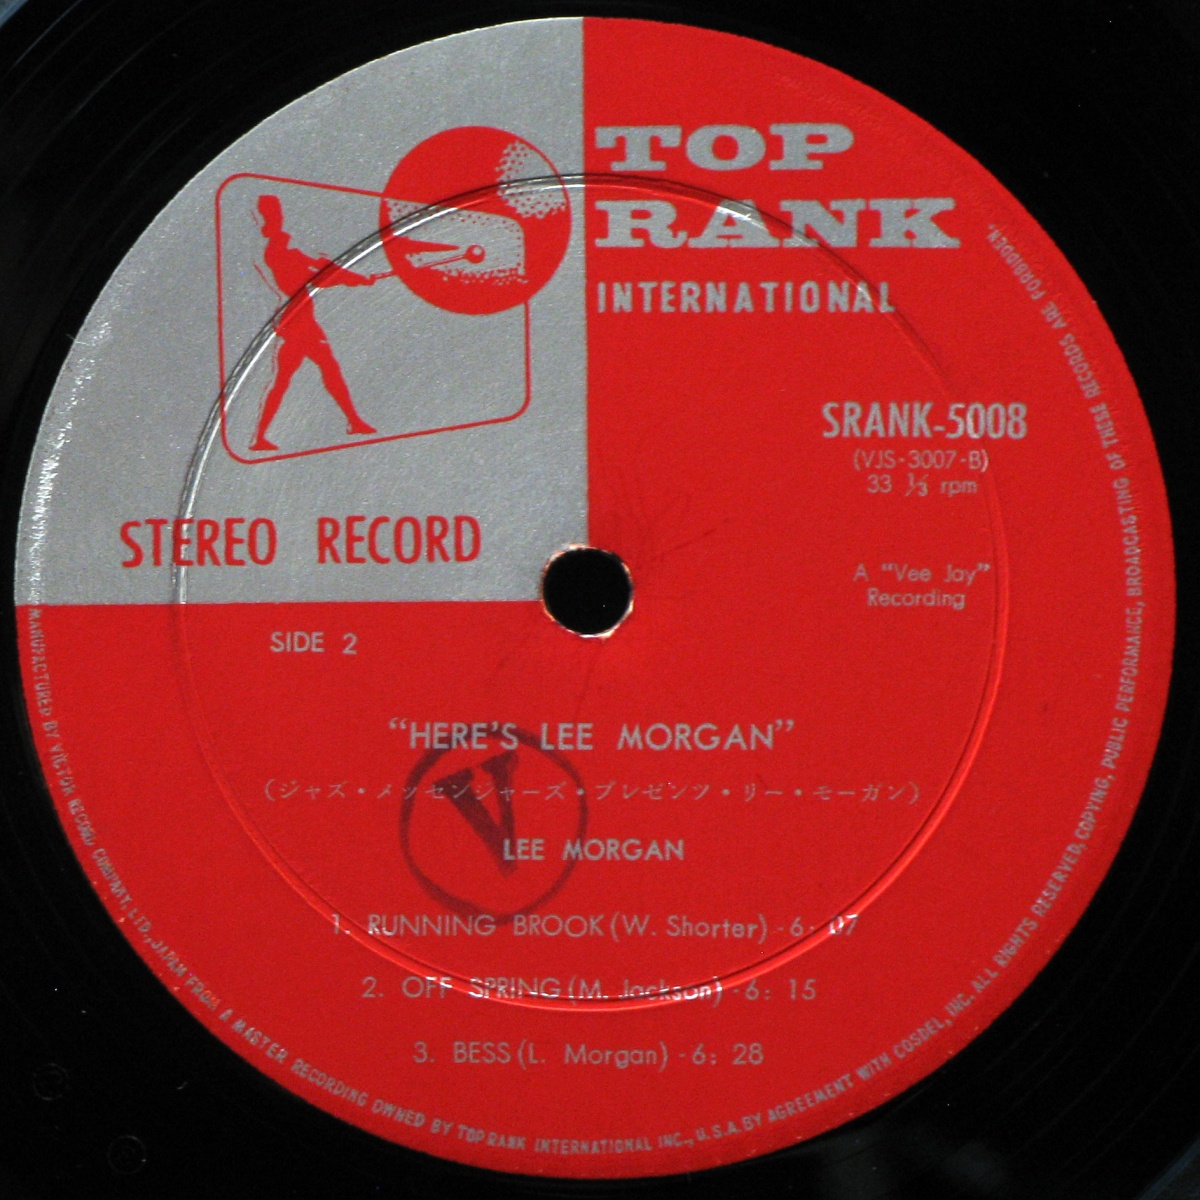 TOP
RANK
INTERNATIONAL
SRANK-5008
(VJS-3007-B)
33 ⅓ rpm
STEREO RECORD
A "Vee Jay"
Recording
SIDE 2
"HERE'S LEE MORGAN"
(ジャズ・メッセンジャーズ・プレゼンツ・リー・モーガン)
V
LEE MORGAN
1. RUNNING BROOK (W. Shorter) - 6: 07
2. OFF SPRING (M. Jackson) - 6: 15
3. BESS (L. Morgan) - 6: 28
MANUFACTURED BY VICTOR RECORD COMPANY, LTD., JAPAN FROM A MASTER RECORDING OWNED BY TOP RANK INTERNATIONAL INC., U.S.A. BY AGREEMENT WITH COSDEL, INC. ALL RIGHTS RESERVED, COPYING, PUBLIC PERFORMANCE, BROADCASTING OF THESE RECORDS ARE FORBIDDEN.